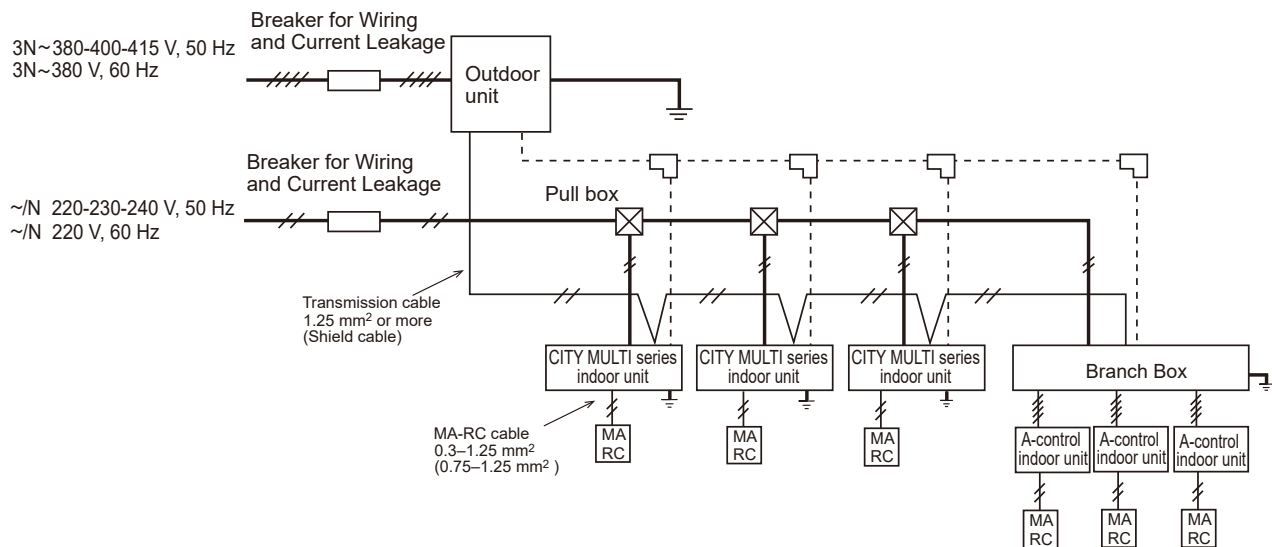 Breaker for Wiring
and Current Leakage
3N~380-400-415 V, 50 Hz
3N~380 V, 60 Hz
Outdoor
unit
Breaker for Wiring
and Current Leakage
Pull box
~/N 220-230-240 V, 50 Hz
~/N 220 V, 60 Hz
Transmission cable
1.25 mm² or more
(Shield cable)
CITY MULTI series
indoor unit
CITY MULTI series
indoor unit
CITY MULTI series
indoor unit
Branch Box
MA-RC cable
0.3–1.25 mm²
(0.75–1.25 mm² )
MA
RC
MA
RC
MA
RC
A-control
indoor unit
A-control
indoor unit
A-control
indoor unit
MA
RC
MA
RC
MA
RC